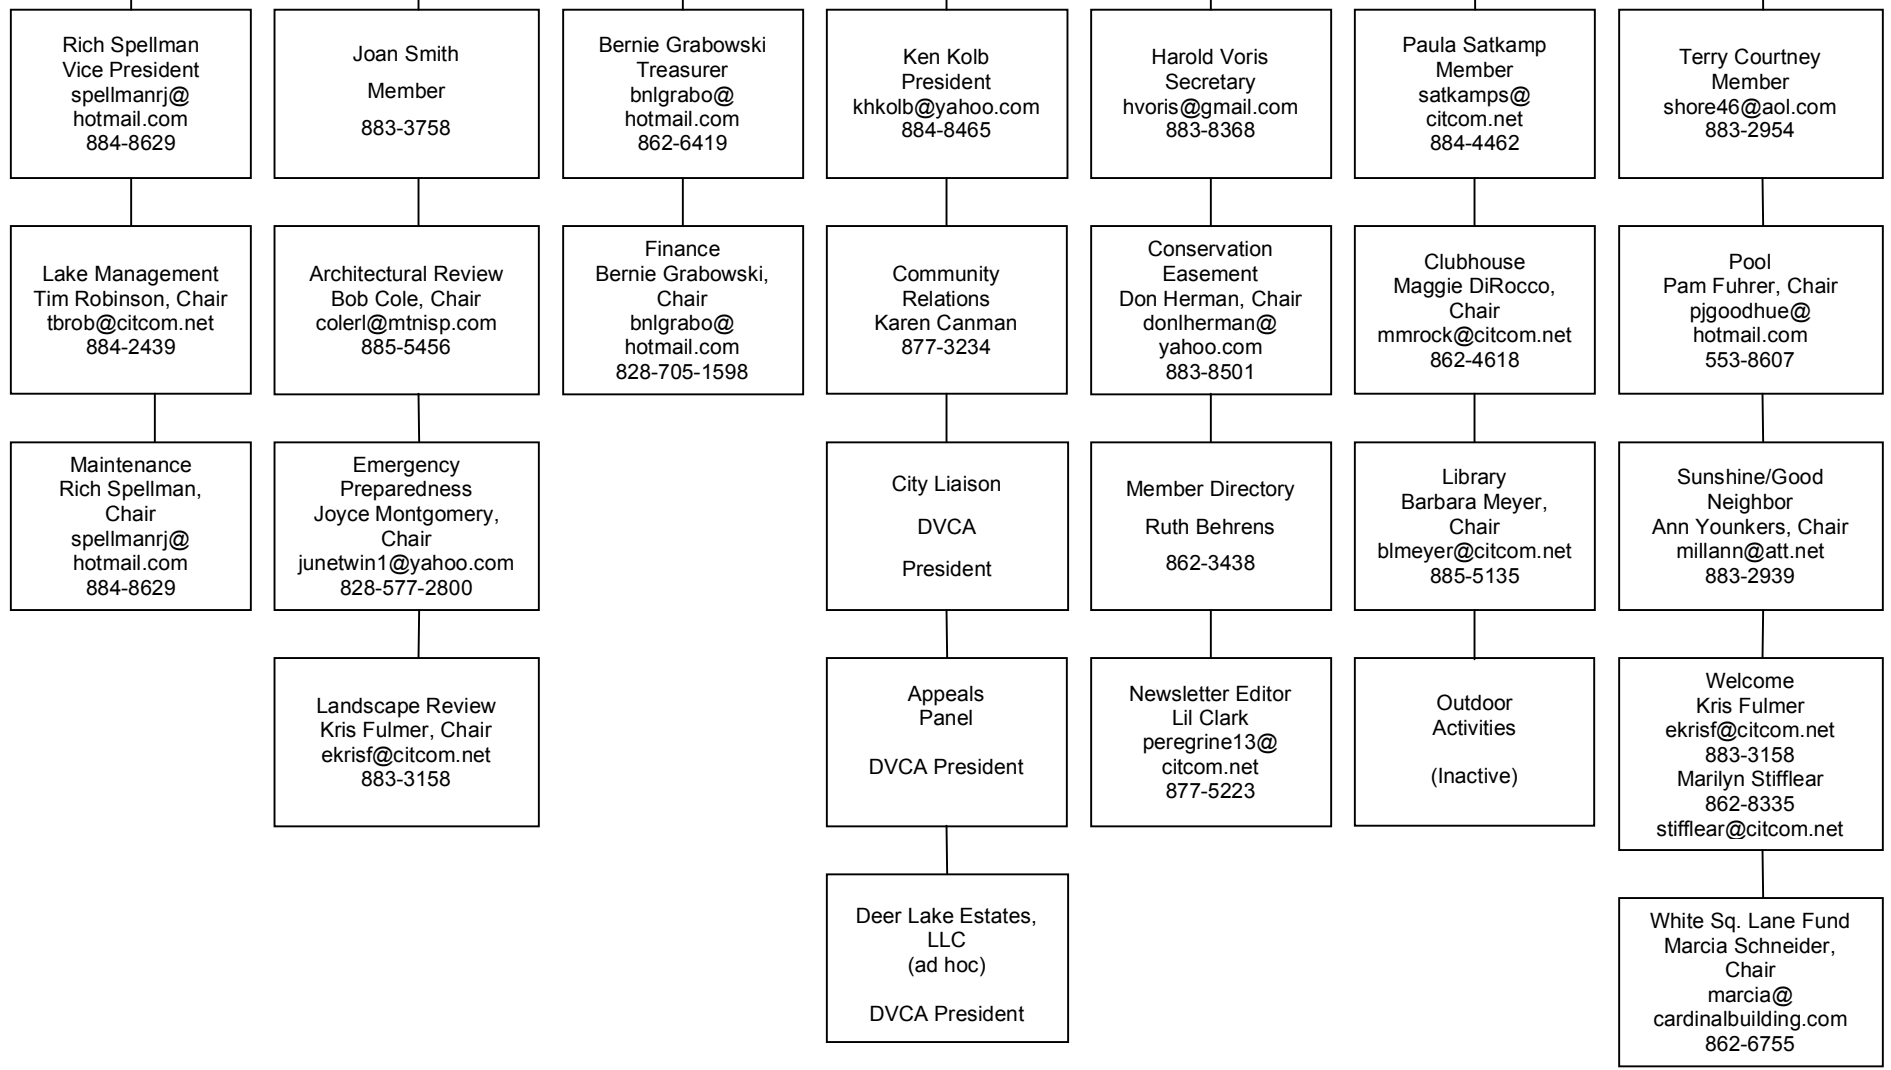 Rich Spellman
Vice President
spellmanrj@
hotmail.com
884-8629
Joan Smith
Member
883-3758
Bernie Grabowski
Treasurer
bnlgrabo@
hotmail.com
862-6419
Ken Kolb
President
khkolb@yahoo.com
884-8465
Harold Voris
Secretary
hvoris@gmail.com
883-8368
Paula Satkamp
Member
satkamps@
citcom.net
884-4462
Terry Courtney
Member
shore46@aol.com
883-2954
Lake Management
Tim Robinson, Chair
tbrob@citcom.net
884-2439
Architectural Review
Bob Cole, Chair
colerl@mtnisp.com
885-5456
Finance
Bernie Grabowski,
Chair
bnlgrabo@
hotmail.com
828-705-1598
Community
Relations
Karen Canman
877-3234
Conservation
Easement
Don Herman, Chair
donlherman@
yahoo.com
883-8501
Clubhouse
Maggie DiRocco,
Chair
mmrock@citcom.net
862-4618
Pool
Pam Fuhrer, Chair
pjgoodhue@
hotmail.com
553-8607
Maintenance
Rich Spellman,
Chair
spellmanrj@
hotmail.com
884-8629
Emergency
Preparedness
Joyce Montgomery,
Chair
junetwin1@yahoo.com
828-577-2800
City Liaison
DVCA
President
Member Directory
Ruth Behrens
862-3438
Library
Barbara Meyer,
Chair
blmeyer@citcom.net
885-5135
Sunshine/Good
Neighbor
Ann Younkers, Chair
millann@att.net
883-2939
Landscape Review
Kris Fulmer, Chair
ekrisf@citcom.net
883-3158
Appeals
Panel
DVCA President
Newsletter Editor
Lil Clark
peregrine13@
citcom.net
877-5223
Outdoor
Activities
(Inactive)
Welcome
Kris Fulmer
ekrisf@citcom.net
883-3158
Marilyn Stifflear
862-8335
stifflear@citcom.net
Deer Lake Estates,
LLC
(ad hoc)
DVCA President
White Sq. Lane Fund
Marcia Schneider,
Chair
marcia@
cardinalbuilding.com
862-6755